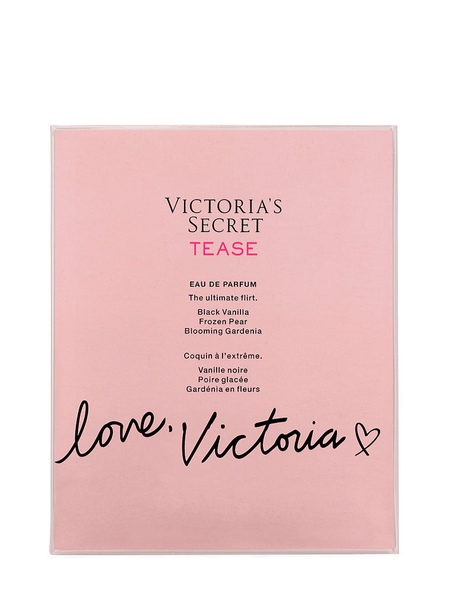 VICTORIA'S
SECRET
TEASE
EAU DE PARFUM
The ultimate flirt.
Black Vanilla
Frozen Pear
Blooming Gardenia
Coquin à l'extrême.
Vanille noire
Poire glacée
Gardénia en fleurs
love, Victoria